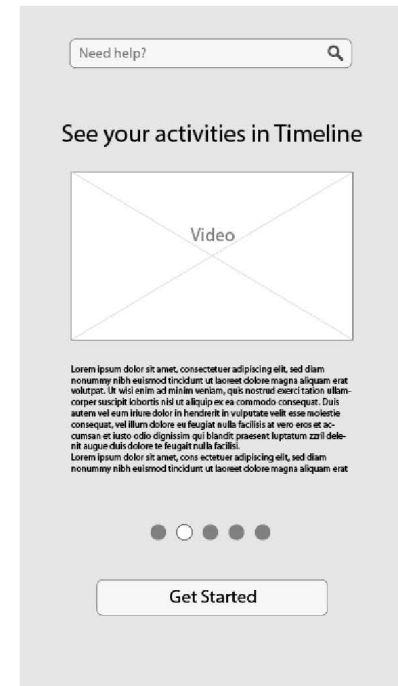 Need help?
See your activities in Timeline
Video
Lorem ipsum dolor sit amet, consectetuer adipiscing elit, sed diam
nonummy nibh euismod tincidunt ut laoreet dolore magna aliquam erat
volutpat. Ut wisi enim ad minim veniam, quis nostrud exerci tation ullam-
corper suscipit lobortis nisl ut aliquip ex ea commodo consequat. Duis
autem vel eum iriure dolor in hendrerit in vulputate velit esse molestie
consequat, vel illum dolore eu feugiat nulla facilisis at vero eros et ac-
cumsan et iusto odio dignissim qui blandit praesent luptatum zzril dele-
nit augue duis dolore te feugait nulla facilisi.
Lorem ipsum dolor sit amet, cons ectetuer adipiscing elit, sed diam
nonummy nibh euismod tincidunt ut laoreet dolore magna aliquam erat
Get Started